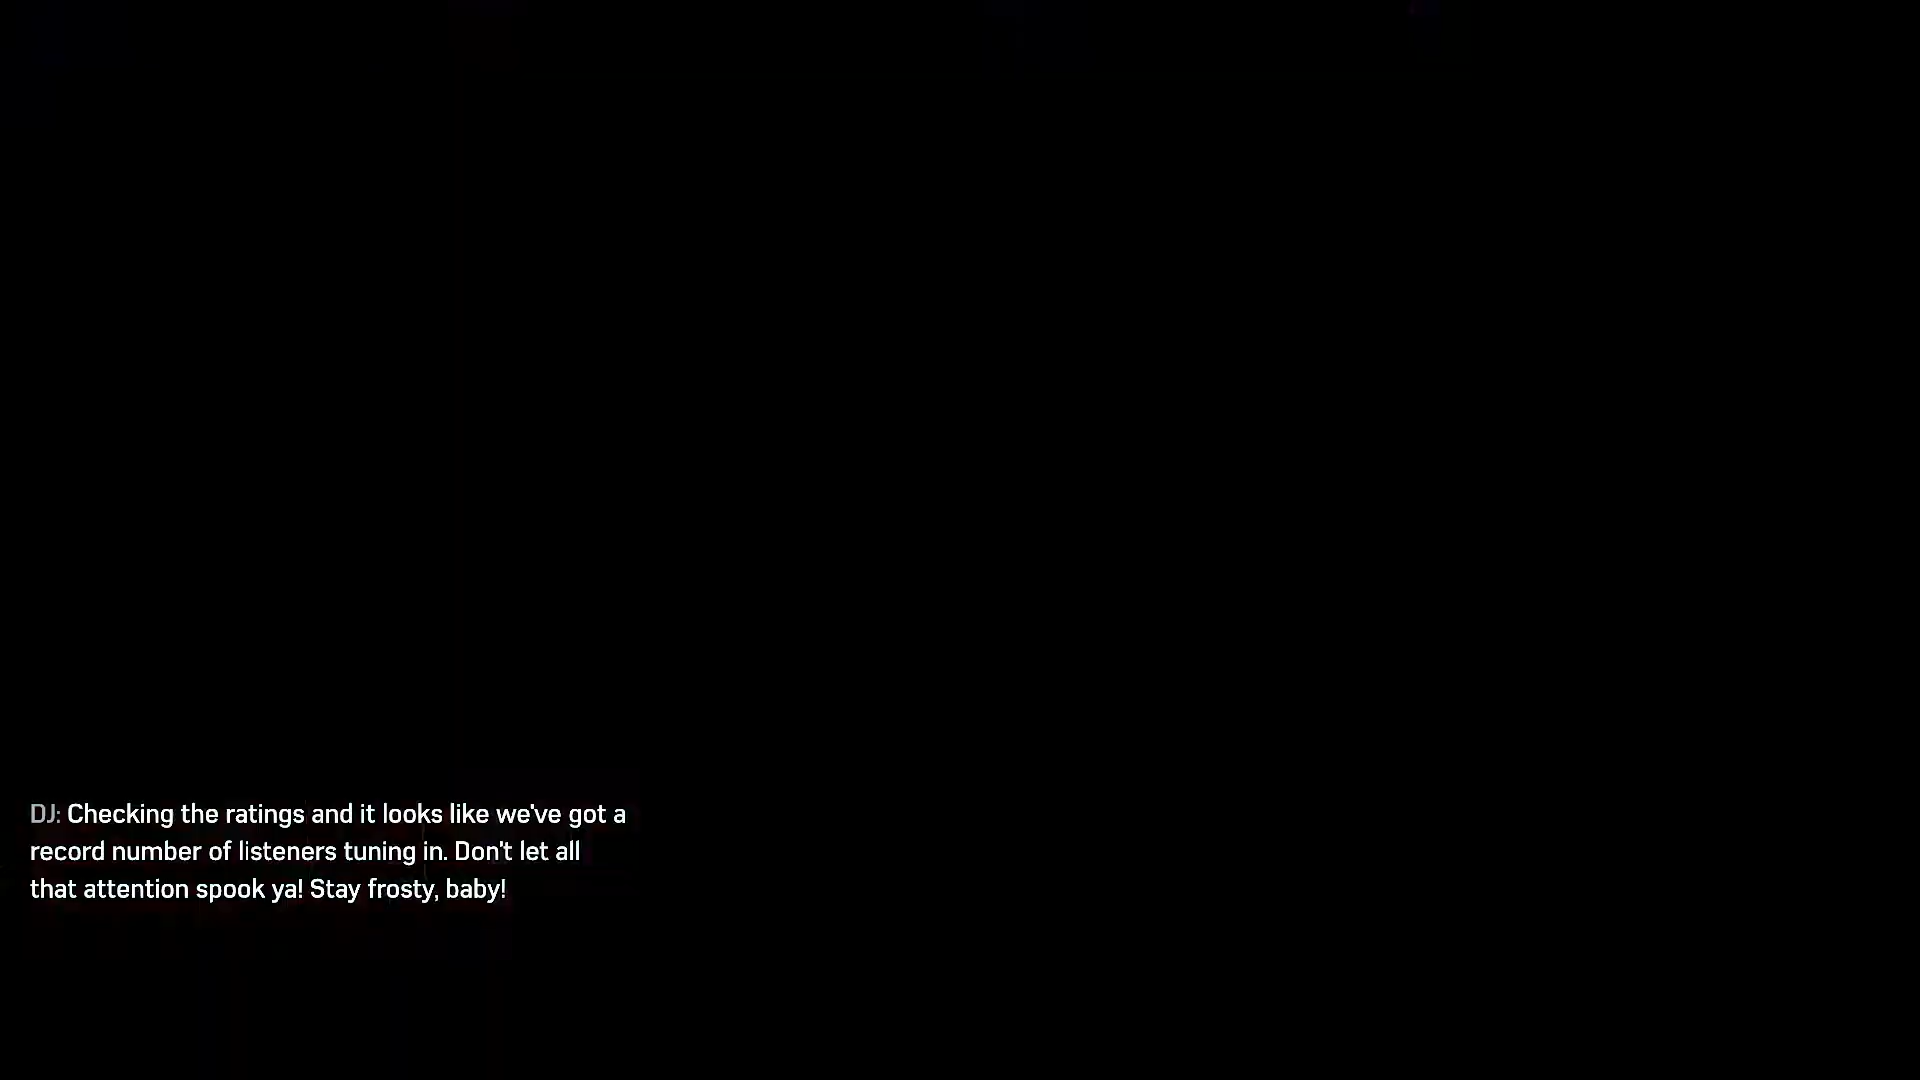 DJ: Checking the ratings and it looks like we've got a
record number of listeners tuning in. Don't let all
that attention spook ya! Stay frosty, baby!